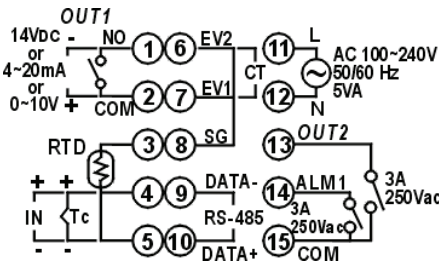 OUT1
14VDC - NO 1 6 EV2 11 L
or
4~20mA
or
0~10V + COM 2 7 EV1 CT 12 N
AC 100~240V
50/60 Hz
5VA
RTD 3 8 SG 13 OUT2
+ + 4 9 DATA- 14 ALM1
IN Tc RS-485 3A
250Vac
3A
250Vac
- - 5 10 DATA+ 15 COM